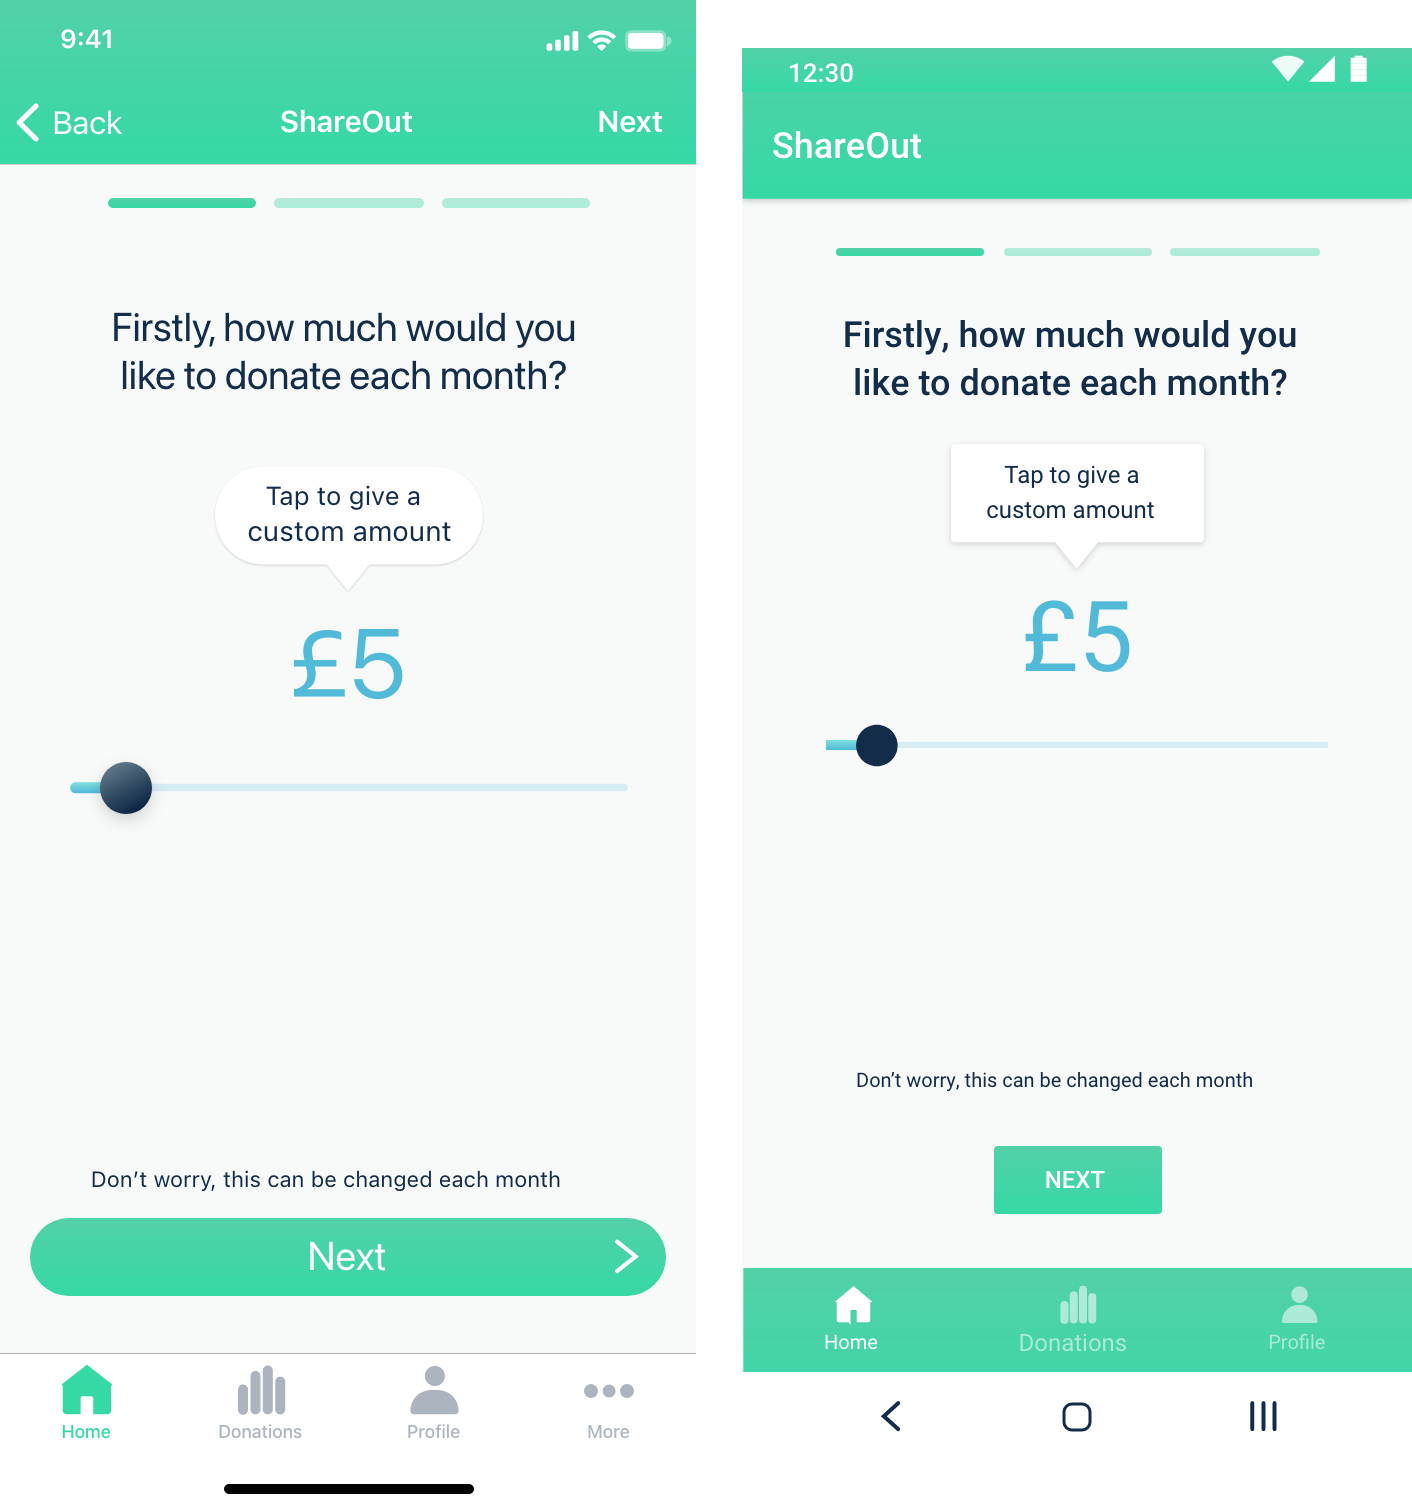 9:41
Back
ShareOut
Next
Firstly, how much would you
like to donate each month?
Tap to give a
custom amount
£5
Don’t worry, this can be changed each month
Next
Home
Donations
Profile
More
12:30
ShareOut
Firstly, how much would you
like to donate each month?
Tap to give a
custom amount
£5
Don’t worry, this can be changed each month
NEXT
Home
Donations
Profile